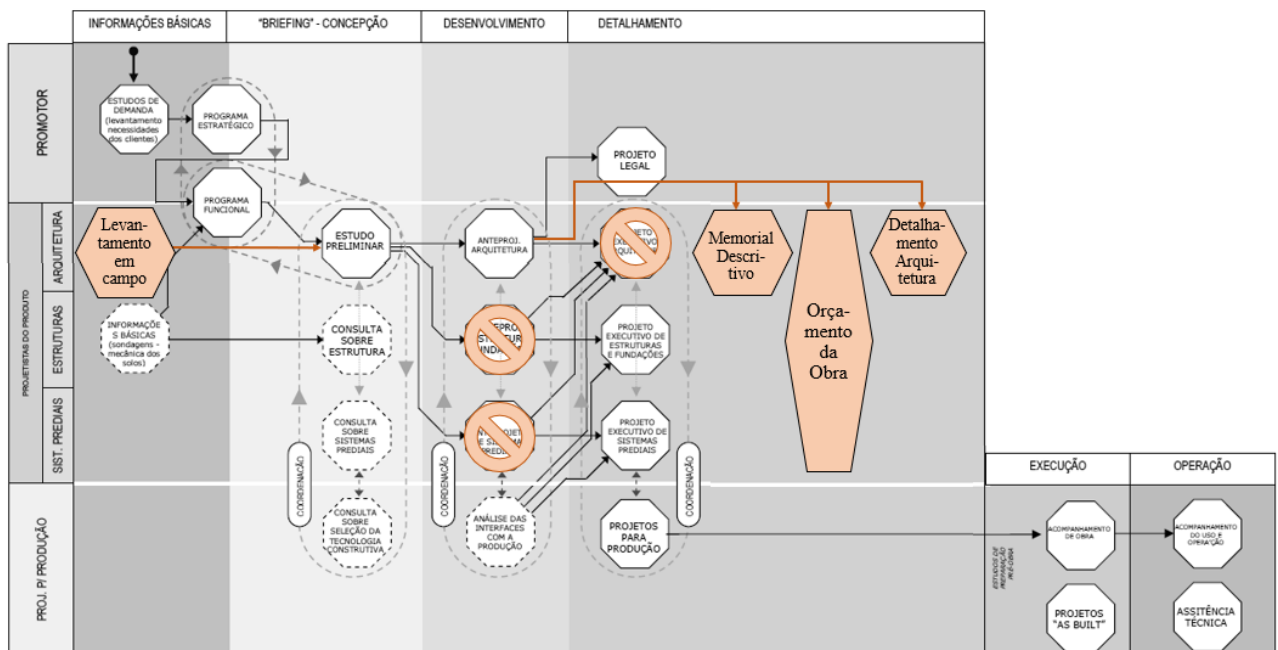 INFORMAÇÕES BÁSICAS
"BRIEFING" - CONCEPÇÃO
DESENVOLVIMENTO
DETALHAMENTO
PROMOTOR
ESTUDOS DE
DEMANDA
(levantamento
necessidades
dos clientes)
PROGRAMA
ESTRATÉGICO
PROJETO
LEGAL
PROGRAMA
FUNCIONAL
PROJETISTAS DO PRODUTO
ARQUITETURA
Levan-
tamento
em
campo
ESTUDO
PRELIMINAR
ANTEPROJ.
ARQUITETURA
Memorial
Descri-
tivo
Orça-
mento
da
Obra
Detalha-
mento
Arqui-
tetura
ESTRUTURAS
INFORMAÇÕE
S BÁSICAS
(sondagens -
mecânica dos
solos)
CONSULTA
SOBRE
ESTRUTURA
PROJETO
EXECUTIVO DE
ESTRUTURAS
E FUNDAÇÕES
SIST. PREDIAIS
CONSULTA
SOBRE
SISTEMAS
PREDIAIS
PROJETO
EXECUTIVO DE
SISTEMAS
PREDIAIS
COORDENAÇÃO
COORDENAÇÃO
COORDENAÇÃO
EXECUÇÃO
OPERAÇÃO
PROJ. P/ PRODUÇÃO
CONSULTA
SOBRE
SELEÇÃO DA
TECNOLOGIA
CONSTRUTIVA
ANÁLISE DAS
INTERFACES
COM A
PRODUÇÃO
PROJETOS
PARA
PRODUÇÃO
ESTUDOS DE
PREPARAÇÃO
PRÉ-OBRA
ACOMPANHAMENTO
DE OBRA
ACOMPANHAMENTO
DO USO E
OPERAÇÃO
PROJETOS
"AS BUILT"
ASSITÊNCIA
TÉCNICA